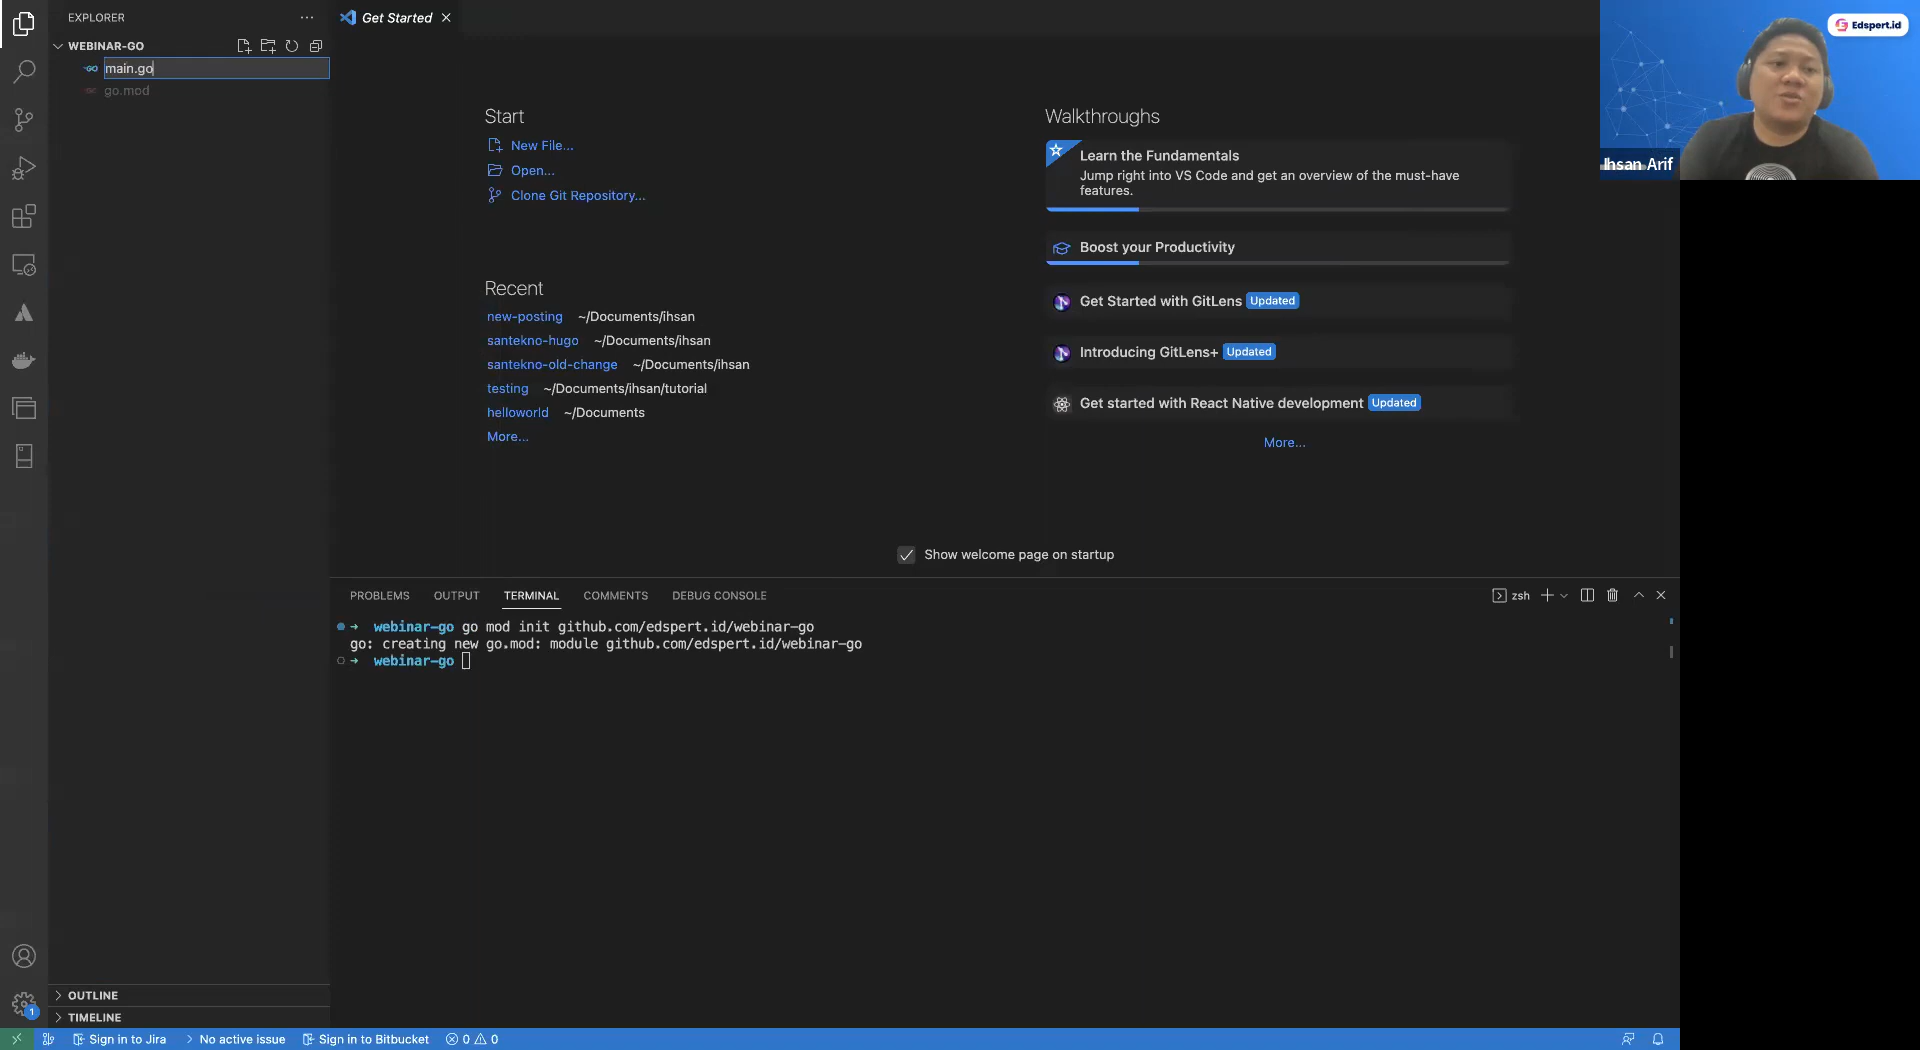 EXPLORER
WEBINAR-GO
main.go
go.mod
OUTLINE
TIMELINE
Get Started
Start
New File...
Open...
Clone Git Repository...
Recent
new-posting ~/Documents/ihsan
santekno-hugo ~/Documents/ihsan
santekno-old-change ~/Documents/ihsan
testing ~/Documents/ihsan/tutorial
helloworld ~/Documents
More...
Walkthroughs
Learn the Fundamentals
Jump right into VS Code and get an overview of the must-have
features.
Boost your Productivity
Get Started with GitLens Updated
Introducing GitLens+ Updated
Get started with React Native development Updated
More...
Show welcome page on startup
PROBLEMS OUTPUT TERMINAL COMMENTS DEBUG CONSOLE
zsh
➜ webinar-go go mod init github.com/edspert.id/webinar-go
go: creating new go.mod: module github.com/edspert.id/webinar-go
➜ webinar-go
1
Sign in to Jira No active issue Sign in to Bitbucket 0 0
Edspert.id
Ihsan Arif